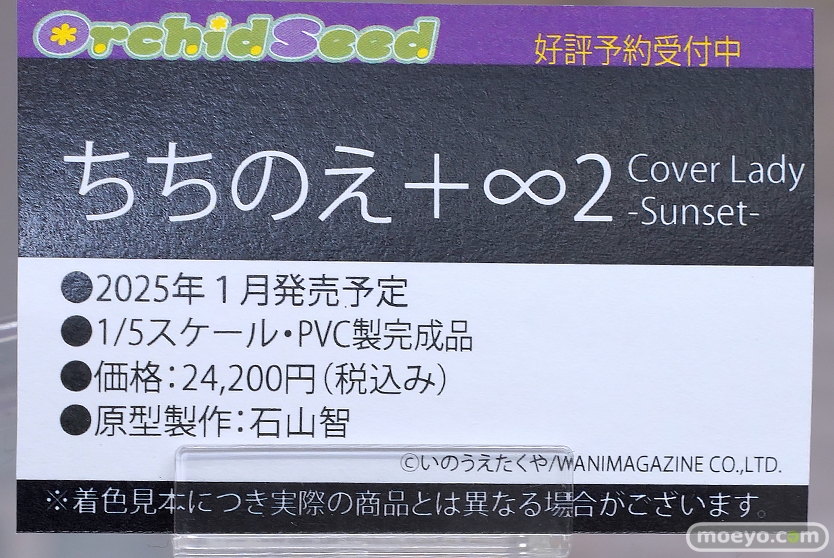 OrchidSeed
好評予約受付中
ちちのえ＋∞2 Cover Lady
-Sunset-
●2025年1月発売予定
●1/5スケール・PVC製完成品
●価格：24,200円（税込み）
●原型製作：石山智
©いのうえたくや/WANIMAGAZINE CO.,LTD.
※着色見本につき実際の商品とは異なる場合がございます。
moeyo.com